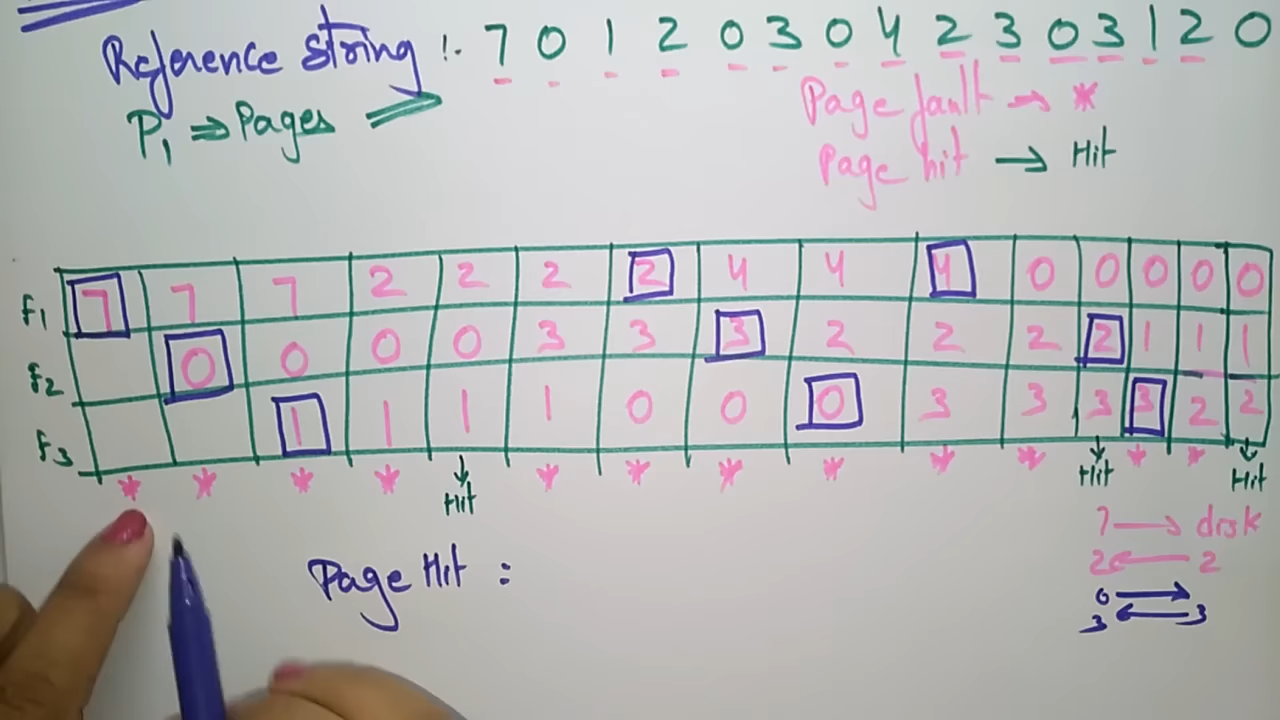 Reference string :- 7 0 1 2 0 3 0 4 2 3 0 3 1 2 0
P1 ⇒ Pages ⇒
Page fault → *
Page hit → Hit
f1 7 7 7 2 2 2 2 4 4 4 0 0 0 0 0
f2 0 0 0 0 3 3 3 2 2 2 2 1 1 1
f3 1 1 1 1 0 0 0 3 3 3 3 2 2
* * * * Hit * * * * * * Hit * * Hit
7 → disk
2 ← 2
0 →
3 ← 3
Page Hit :